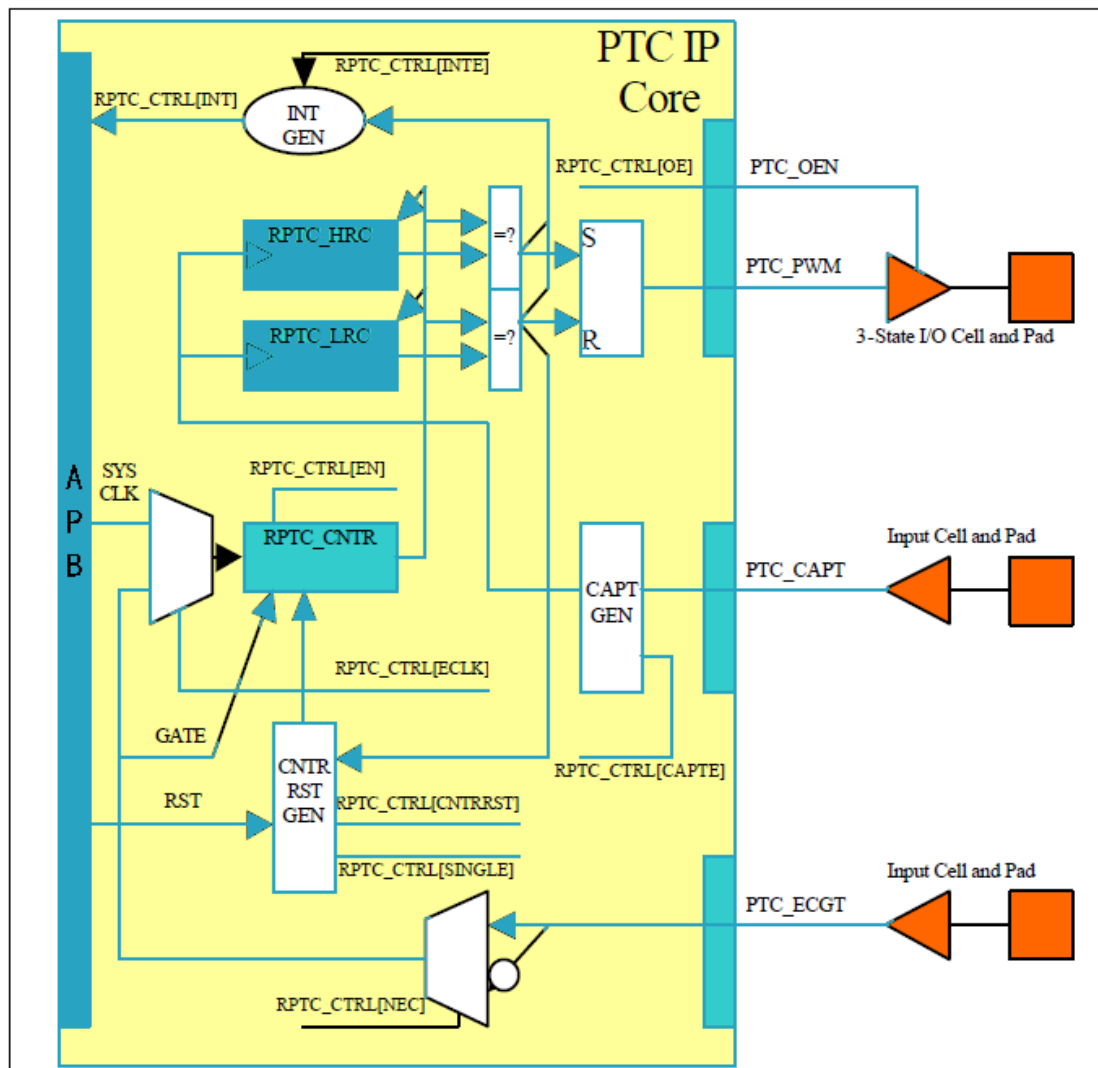 PTC IP
Core
RPTC_CTRL[INTE]
RPTC_CTRL[INT]
INT
GEN
RPTC_CTRL[OE]
PTC_OEN
RPTC_HRC
=?
S
PTC_PWM
RPTC_LRC
=?
R
3-State I/O Cell and Pad
A
P
B
SYS
CLK
RPTC_CTRL[EN]
RPTC_CNTR
Input Cell and Pad
PTC_CAPT
CAPT
GEN
RPTC_CTRL[ECLK]
GATE
CNTR
RST
GEN
RPTC_CTRL[CAPTE]
RST
RPTC_CTRL[CNTRRST]
RPTC_CTRL[SINGLE]
Input Cell and Pad
PTC_ECGT
RPTC_CTRL[NEC]